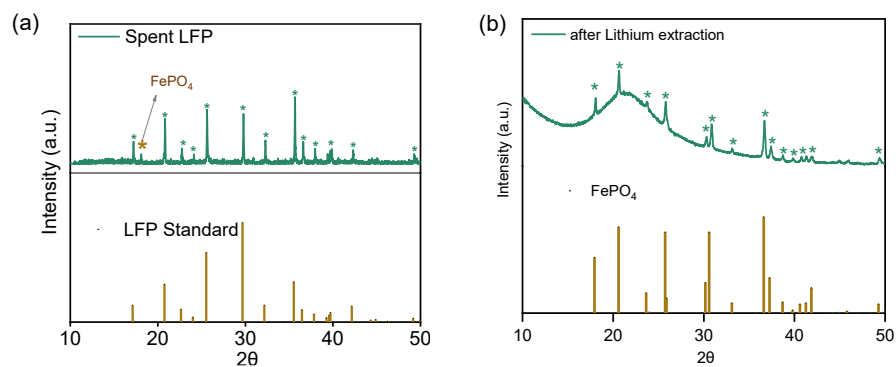 (a)
Spent LFP
FePO₄
*
* * * * * * * * * * * * *
LFP Standard
Intensity (a.u.)
10 20 30 40 50
2θ
(b)
after Lithium extraction
* * * * * * * * * * * * * * *
FePO₄
Intensity (a.u.)
10 20 30 40 50
2θ